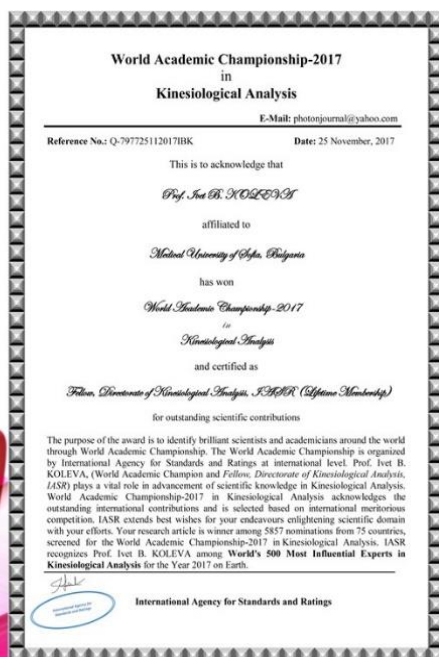 World Academic Championship-2017
in
Kinesiological Analysis
E-Mail: photonjournal@yahoo.com
Reference No.: Q-797725112017IBK
Date: 25 November, 2017
This is to acknowledge that
Prof. Ivet B. KOLEVA
affiliated to
Medical University of Sofia, Bulgaria
has won
World Academic Championship-2017
in
Kinesiological Analysis
and certified as
Fellow, Directorate of Kinesiological Analysis, IASR (Lifetime Membership)
for outstanding scientific contributions
The purpose of the award is to identify brilliant scientists and academicians around the world
through World Academic Championship. The World Academic Championship is organized
by International Agency for Standards and Ratings at international level. Prof. Ivet B.
KOLEVA, (World Academic Champion and Fellow, Directorate of Kinesiological Analysis,
IASR) plays a vital role in advancement of scientific knowledge in Kinesiological Analysis.
World Academic Championship-2017 in Kinesiological Analysis acknowledges the
outstanding international contributions and is selected based on international meritorious
competition. IASR extends best wishes for your endeavours enlightening scientific domain
with your efforts. Your research article is winner among 5857 nominations from 75 countries,
screened for the World Academic Championship-2017 in Kinesiological Analysis. IASR
recognizes Prof. Ivet B. KOLEVA among World's 500 Most Influential Experts in
Kinesiological Analysis for the Year 2017 on Earth.
International Agency for
Standards and Ratings
International Agency for Standards and Ratings